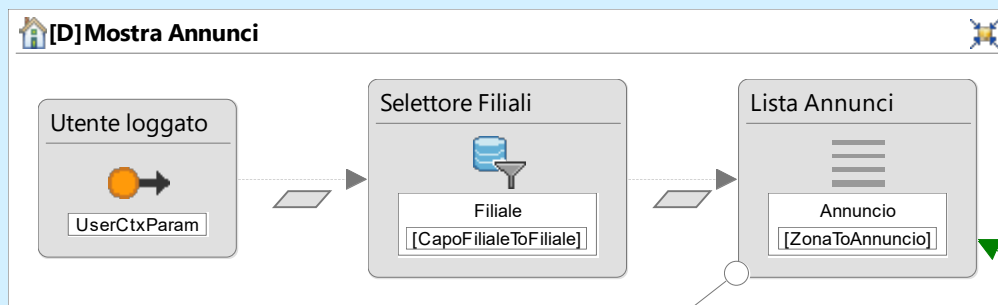 [D]Mostra Annunci
Utente loggato
UserCtxParam
Selettore Filiali
Filiale
[CapoFilialeToFiliale]
Lista Annunci
Annuncio
[ZonaToAnnuncio]